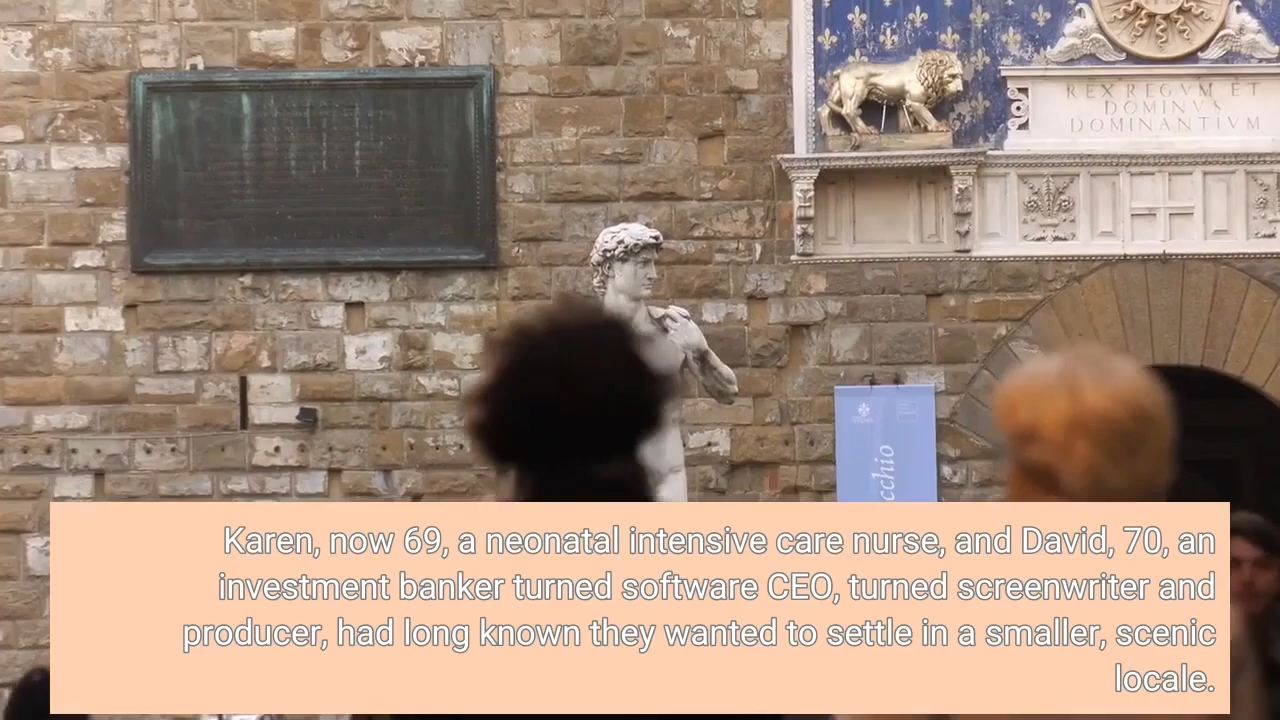 REX REGVM ET
DOMINVS
DOMINANTIVM
cchio
Karen, now 69, a neonatal intensive care nurse, and David, 70, an
investment banker turned software CEO, turned screenwriter and
producer, had long known they wanted to settle in a smaller, scenic
locale.